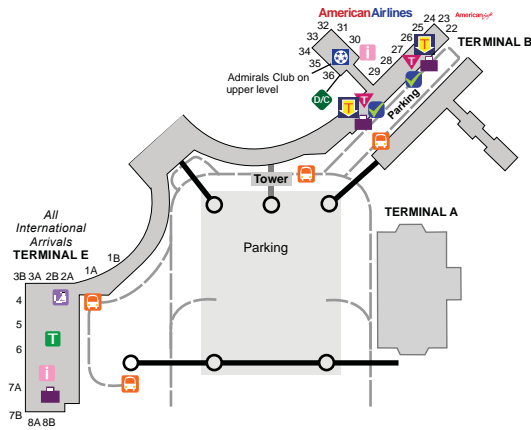 AmericanAirlines
American Eagle
24 23
25
22
26
27
28
29
TERMINAL B
32
31
33
30
34
35
36
i
T
T
T
T
D/C
Admirals Club on
upper level
Parking
Tower
Parking
TERMINAL A
All
International
Arrivals
TERMINAL E
1B
1A
3B 3A 2B 2A
4
5
T
6
i
7A
7B
8A 8B